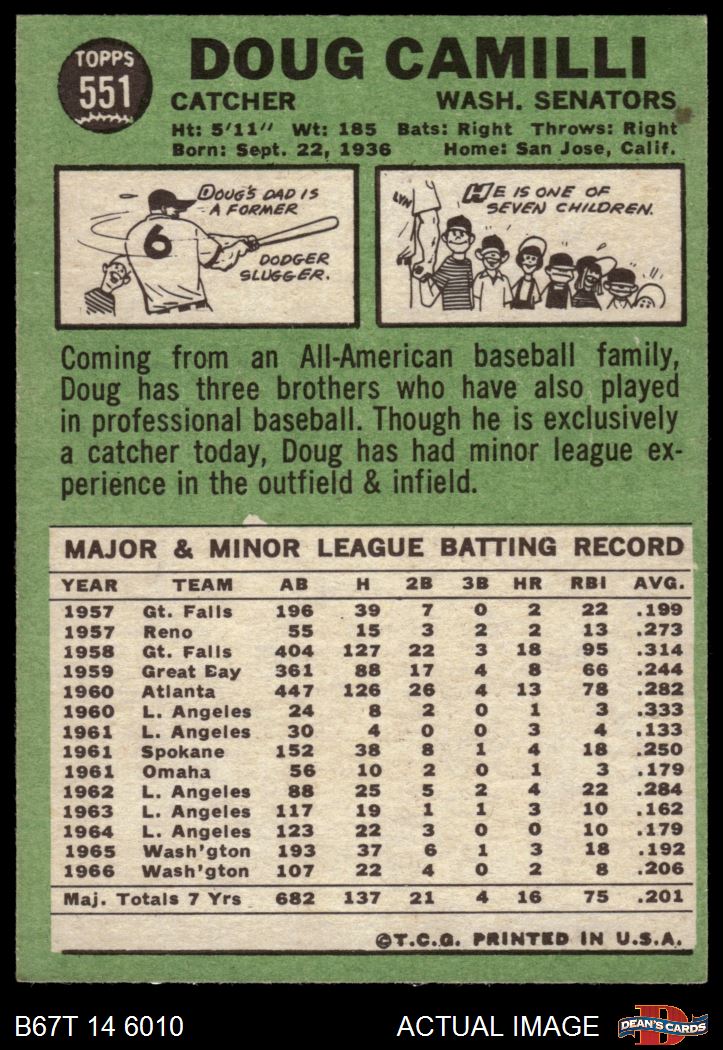 TOPPS
551
DOUG CAMILLI
CATCHER WASH. SENATORS
Ht: 5'11" Wt: 185 Bats: Right Throws: Right
Born: Sept. 22, 1936 Home: San Jose, Calif.
DOUG'S DAD IS
A FORMER
DODGER
SLUGGER.
6
LYN
HE IS ONE OF
SEVEN CHILDREN.
Coming from an All-American baseball family,
Doug has three brothers who have also played
in professional baseball. Though he is exclusively
a catcher today, Doug has had minor league ex-
perience in the outfield & infield.
MAJOR & MINOR LEAGUE BATTING RECORD
YEAR TEAM AB H 2B 3B HR RBI AVG.
1957 Gt. Falls 196 39 7 0 2 22 .199
1957 Reno 55 15 3 2 2 13 .273
1958 Gt. Falls 404 127 22 3 18 95 .314
1959 Great Bay 361 88 17 4 8 66 .244
1960 Atlanta 447 126 26 4 13 78 .282
1960 L. Angeles 24 8 2 0 1 3 .333
1961 L. Angeles 30 4 0 0 3 4 .133
1961 Spokane 152 38 8 1 4 18 .250
1961 Omaha 56 10 2 0 1 3 .179
1962 L. Angeles 88 25 5 2 4 22 .284
1963 L. Angeles 117 19 1 1 3 10 .162
1964 L. Angeles 123 22 3 0 0 10 .179
1965 Wash'gton 193 37 6 1 3 18 .192
1966 Wash'gton 107 22 4 0 2 8 .206
Maj. Totals 7 Yrs 682 137 21 4 16 75 .201
©T.C.G. PRINTED IN U.S.A.
B67T 14 6010 ACTUAL IMAGE
D
DEAN'S CARDS